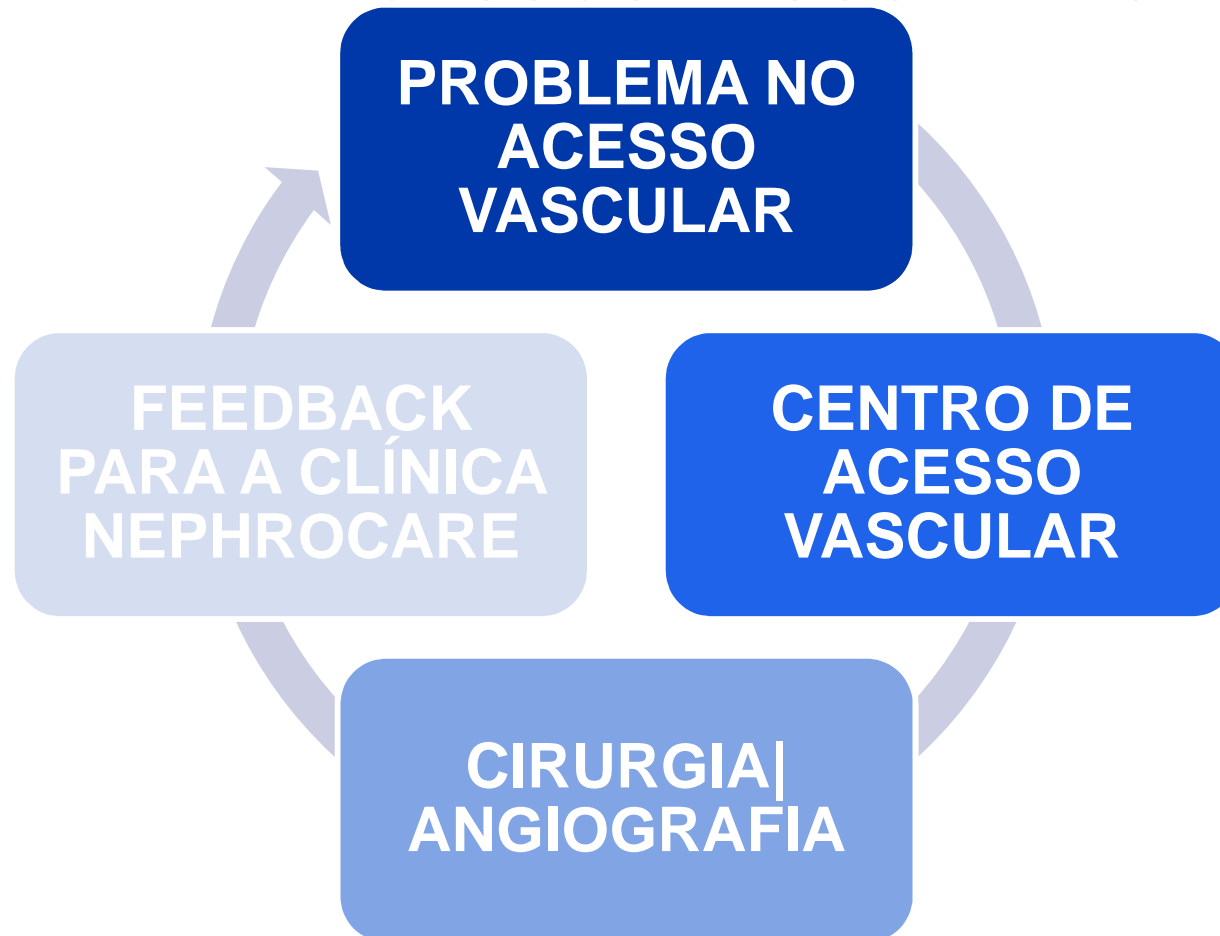 PROBLEMA NO
ACESSO
VASCULAR
CENTRO DE
ACESSO
VASCULAR
CIRURGIA|
ANGIOGRAFIA
FEEDBACK
PARA A CLÍNICA
NEPHROCARE